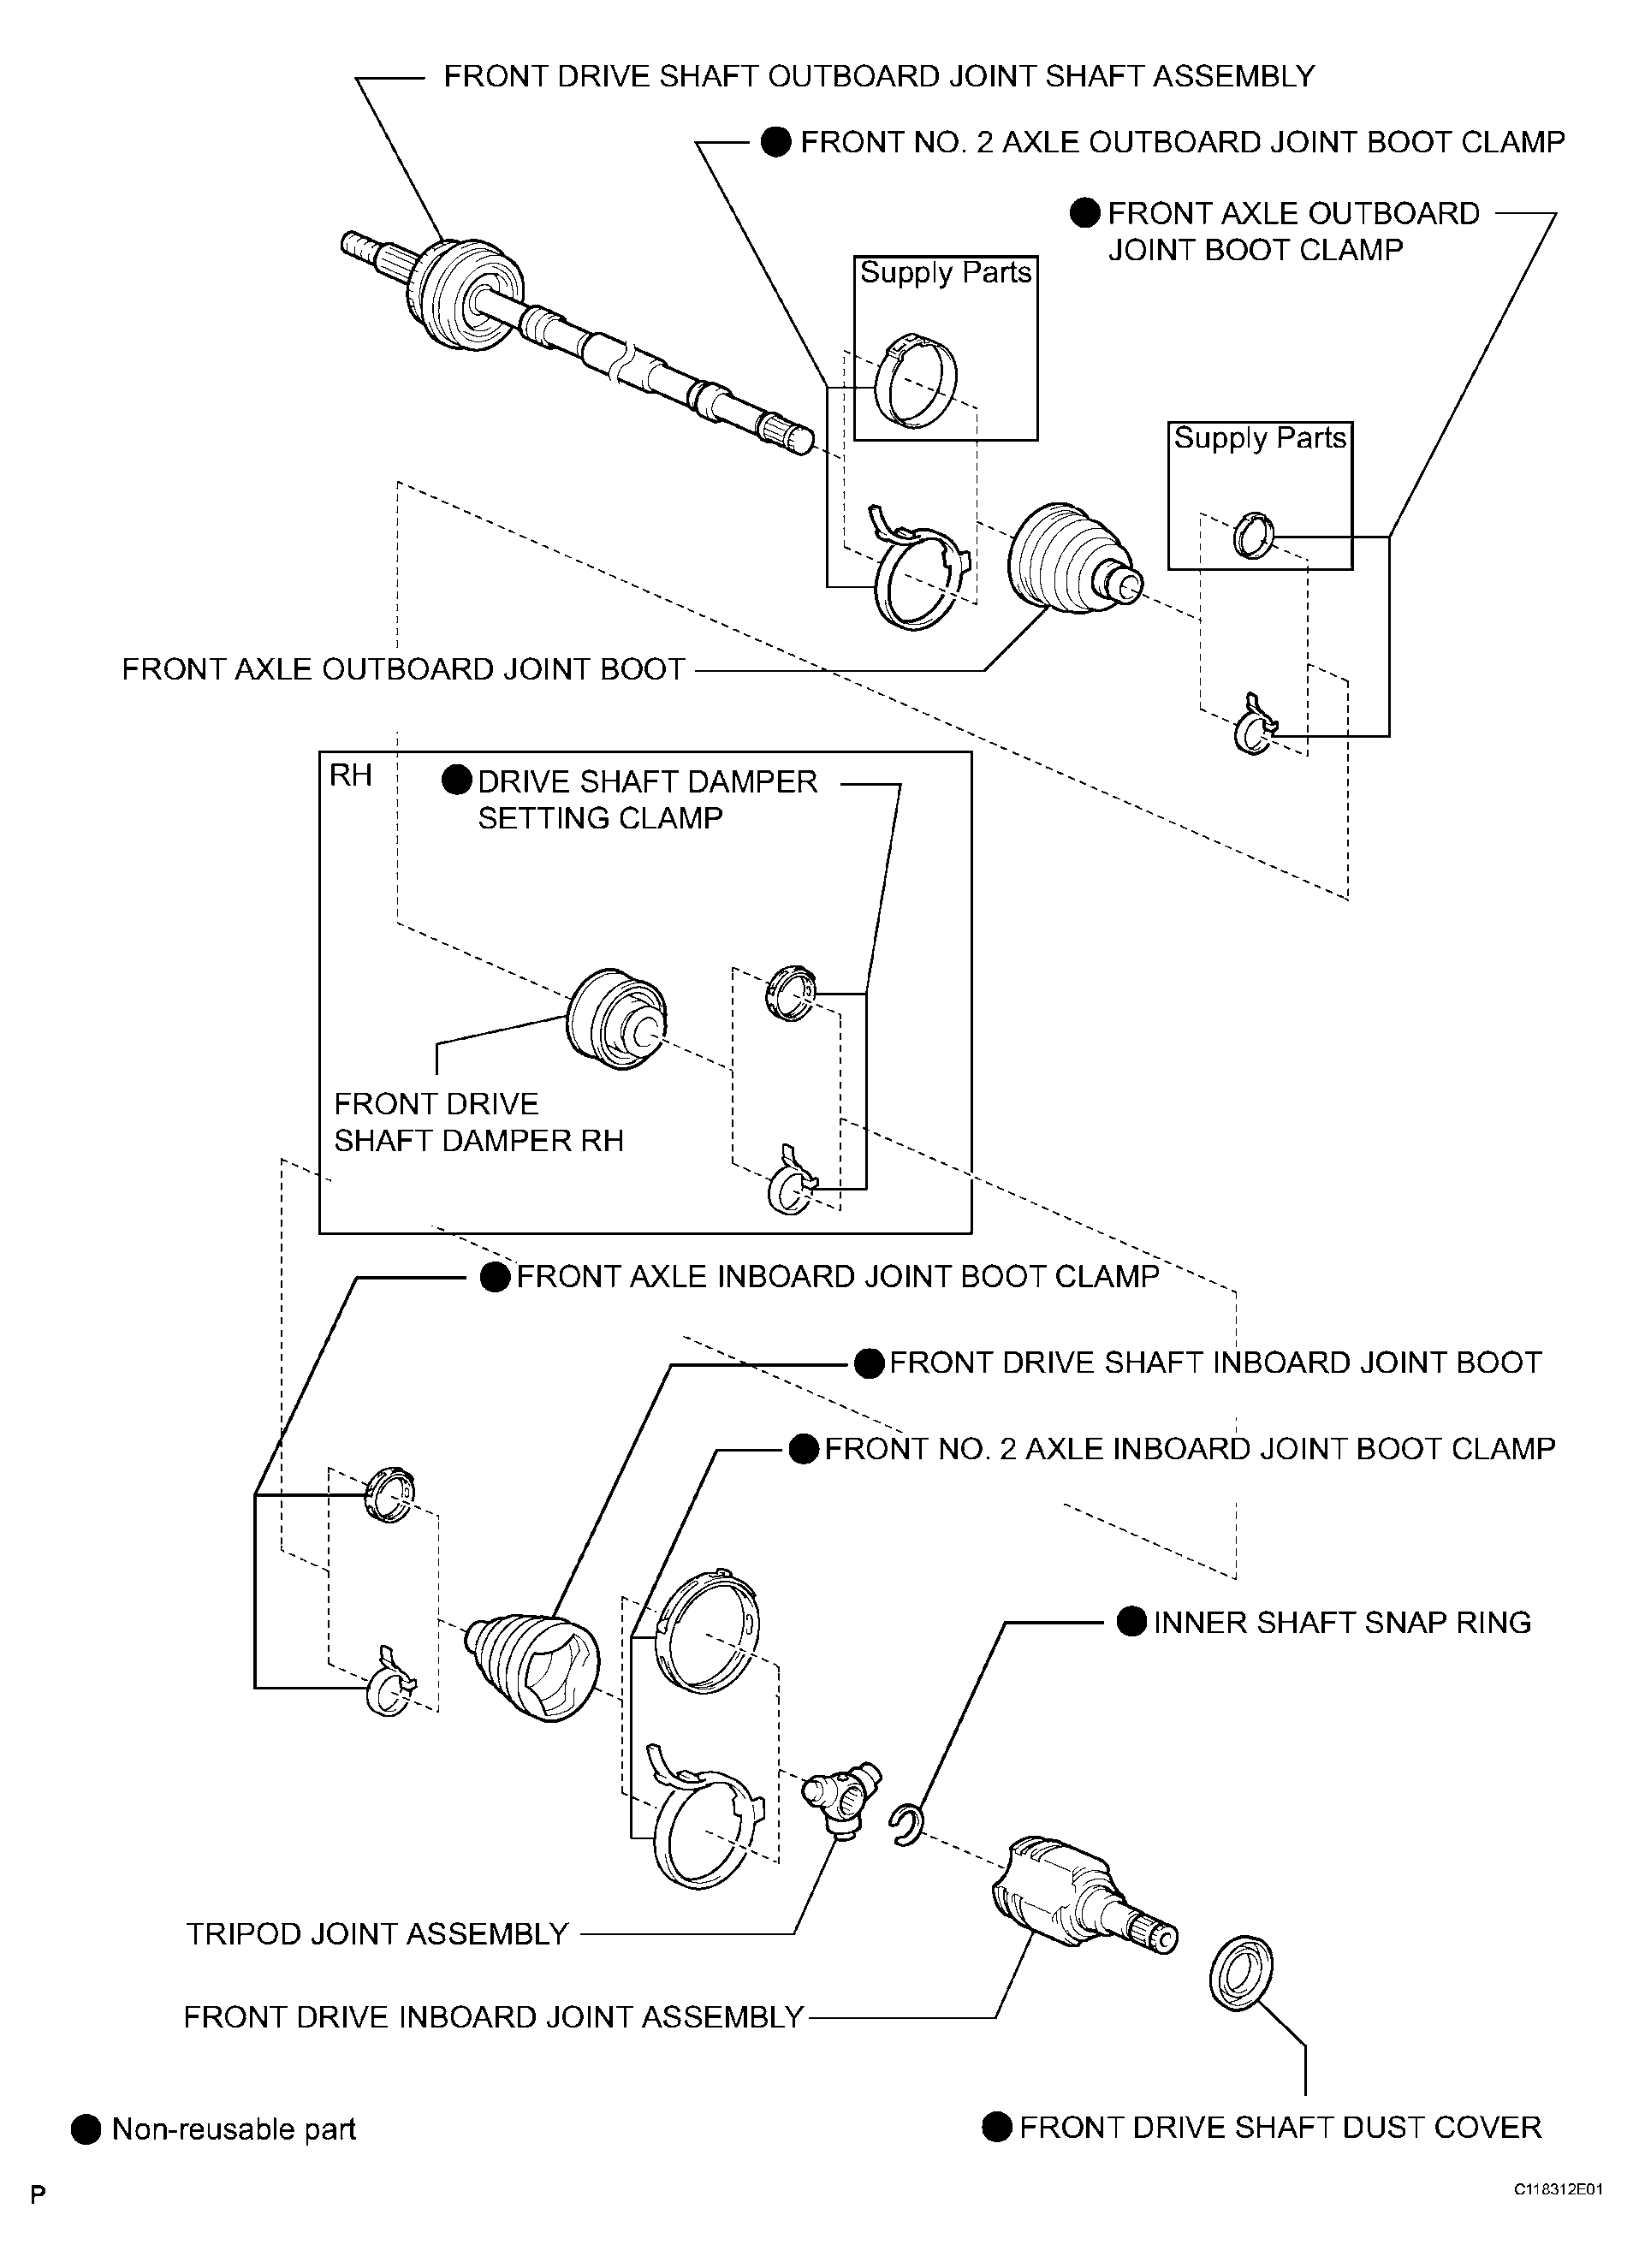 FRONT DRIVE SHAFT OUTBOARD JOINT SHAFT ASSEMBLY
FRONT NO. 2 AXLE OUTBOARD JOINT BOOT CLAMP
FRONT AXLE OUTBOARD
JOINT BOOT CLAMP
Supply Parts
Supply Parts
FRONT AXLE OUTBOARD JOINT BOOT
RH
DRIVE SHAFT DAMPER
SETTING CLAMP
FRONT DRIVE
SHAFT DAMPER RH
FRONT AXLE INBOARD JOINT BOOT CLAMP
FRONT DRIVE SHAFT INBOARD JOINT BOOT
FRONT NO. 2 AXLE INBOARD JOINT BOOT CLAMP
INNER SHAFT SNAP RING
TRIPOD JOINT ASSEMBLY
FRONT DRIVE INBOARD JOINT ASSEMBLY
Non-reusable part
FRONT DRIVE SHAFT DUST COVER
P
C118312E01